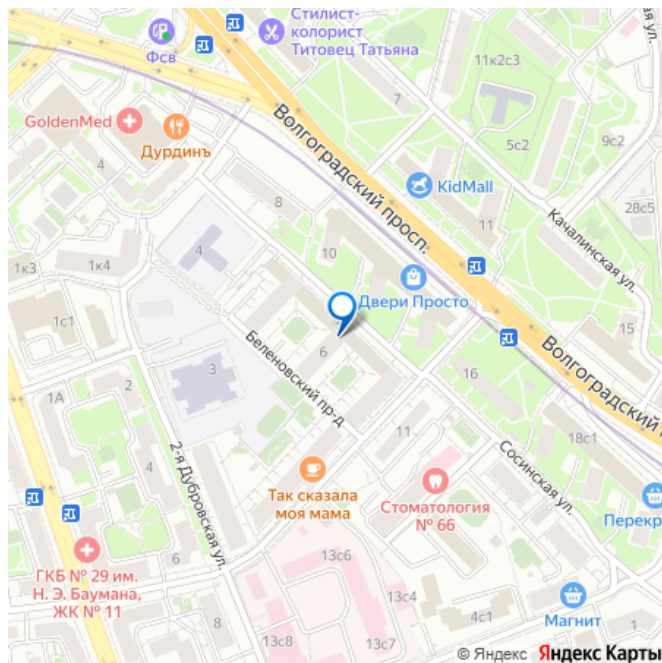 Стилист-
колорист
Титовец Татьяна
Фсв
11к2с3
7
GoldenMed
Дурдинъ
Волгоградский просп.
5с2
9с2
4
KidMall
8
11
28с5
Качалинская ул.
4
10
1к3
1к4
Двери Просто
1с1
6
15
Беленовский пр-д
Волгоградский
3
16
2
1А
18с1
11
Сосинская ул.
2-я Дубровская ул.
4
Так сказала
моя мама
Стоматология
№ 66
Перекр
6
13с6
ГКБ № 29 им.
Н. Э. Баумана,
ЖК № 11
13с4
4с1
Магнит
1
13с8
13с7
© Яндекс Яндекс Карты